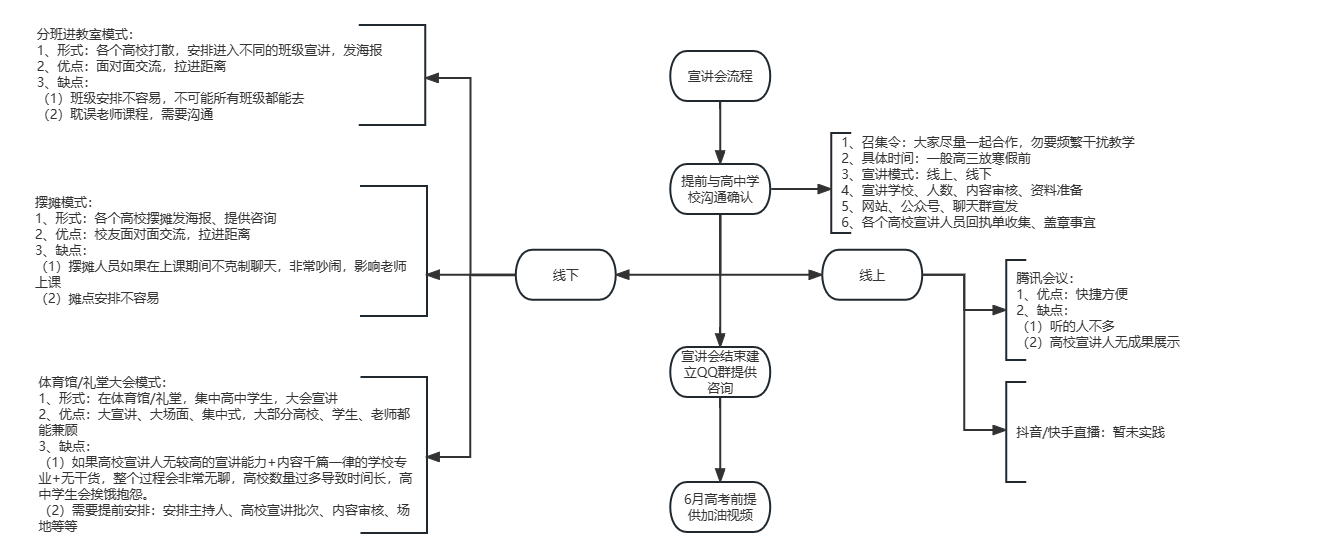 分班进教室模式：
1、形式：各个高校打散，安排进入不同的班级宣讲，发海报
2、优点：面对面交流，拉进距离
3、缺点：
（1）班级安排不容易，不可能所有班级都能去
（2）耽误老师课程，需要沟通
摆摊模式：
1、形式：各个高校摆摊发海报、提供咨询
2、优点：校友面对面交流，拉进距离
3、缺点：
（1）摆摊人员如果在上课期间不克制聊天，非常吵闹，影响老师
上课
（2）摊点安排不容易
体育馆/礼堂大会模式：
1、形式：在体育馆/礼堂，集中高中学生，大会宣讲
2、优点：大宣讲、大场面、集中式，大部分高校、学生、老师都
能兼顾
3、缺点：
（1）如果高校宣讲人无较高的宣讲能力+内容千篇一律的学校专
业+无干货，整个过程会非常无聊，高校数量过多导致时间长，高
中学生会挨饿抱怨。
（2）需要提前安排：安排主持人、高校宣讲批次、内容审核、场
地等等
线下
宣讲会流程
提前与高中学
校沟通确认
宣讲会结束建
立QQ群提供
咨询
6月高考前提
供加油视频
1、召集令：大家尽量一起合作，勿要频繁干扰教学
2、具体时间：一般高三放寒假前
3、宣讲模式：线上、线下
4、宣讲学校、人数、内容审核、资料准备
5、网站、公众号、聊天群宣发
6、各个高校宣讲人员回执单收集、盖章事宜
线上
腾讯会议：
1、优点：快捷方便
2、缺点：
（1）听的人不多
（2）高校宣讲人无成果展示
抖音/快手直播：暂未实践